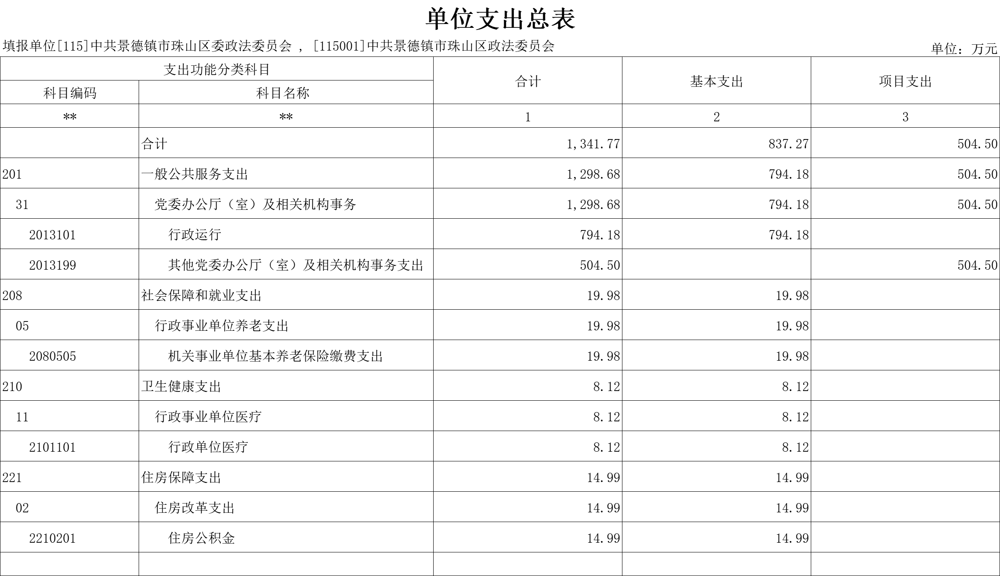 单位支出总表
填报单位[115]中共景德镇市珠山区委政法委员会 , [115001]中共景德镇市珠山区政法委员会 单位：万元
支出功能分类科目 合计 基本支出 项目支出
科目编码 科目名称
** ** 1 2 3
合计 1,341.77 837.27 504.50
201 一般公共服务支出 1,298.68 794.18 504.50
31 党委办公厅（室）及相关机构事务 1,298.68 794.18 504.50
2013101 行政运行 794.18 794.18
2013199 其他党委办公厅（室）及相关机构事务支出 504.50 504.50
208 社会保障和就业支出 19.98 19.98
05 行政事业单位养老支出 19.98 19.98
2080505 机关事业单位基本养老保险缴费支出 19.98 19.98
210 卫生健康支出 8.12 8.12
11 行政事业单位医疗 8.12 8.12
2101101 行政单位医疗 8.12 8.12
221 住房保障支出 14.99 14.99
02 住房改革支出 14.99 14.99
2210201 住房公积金 14.99 14.99